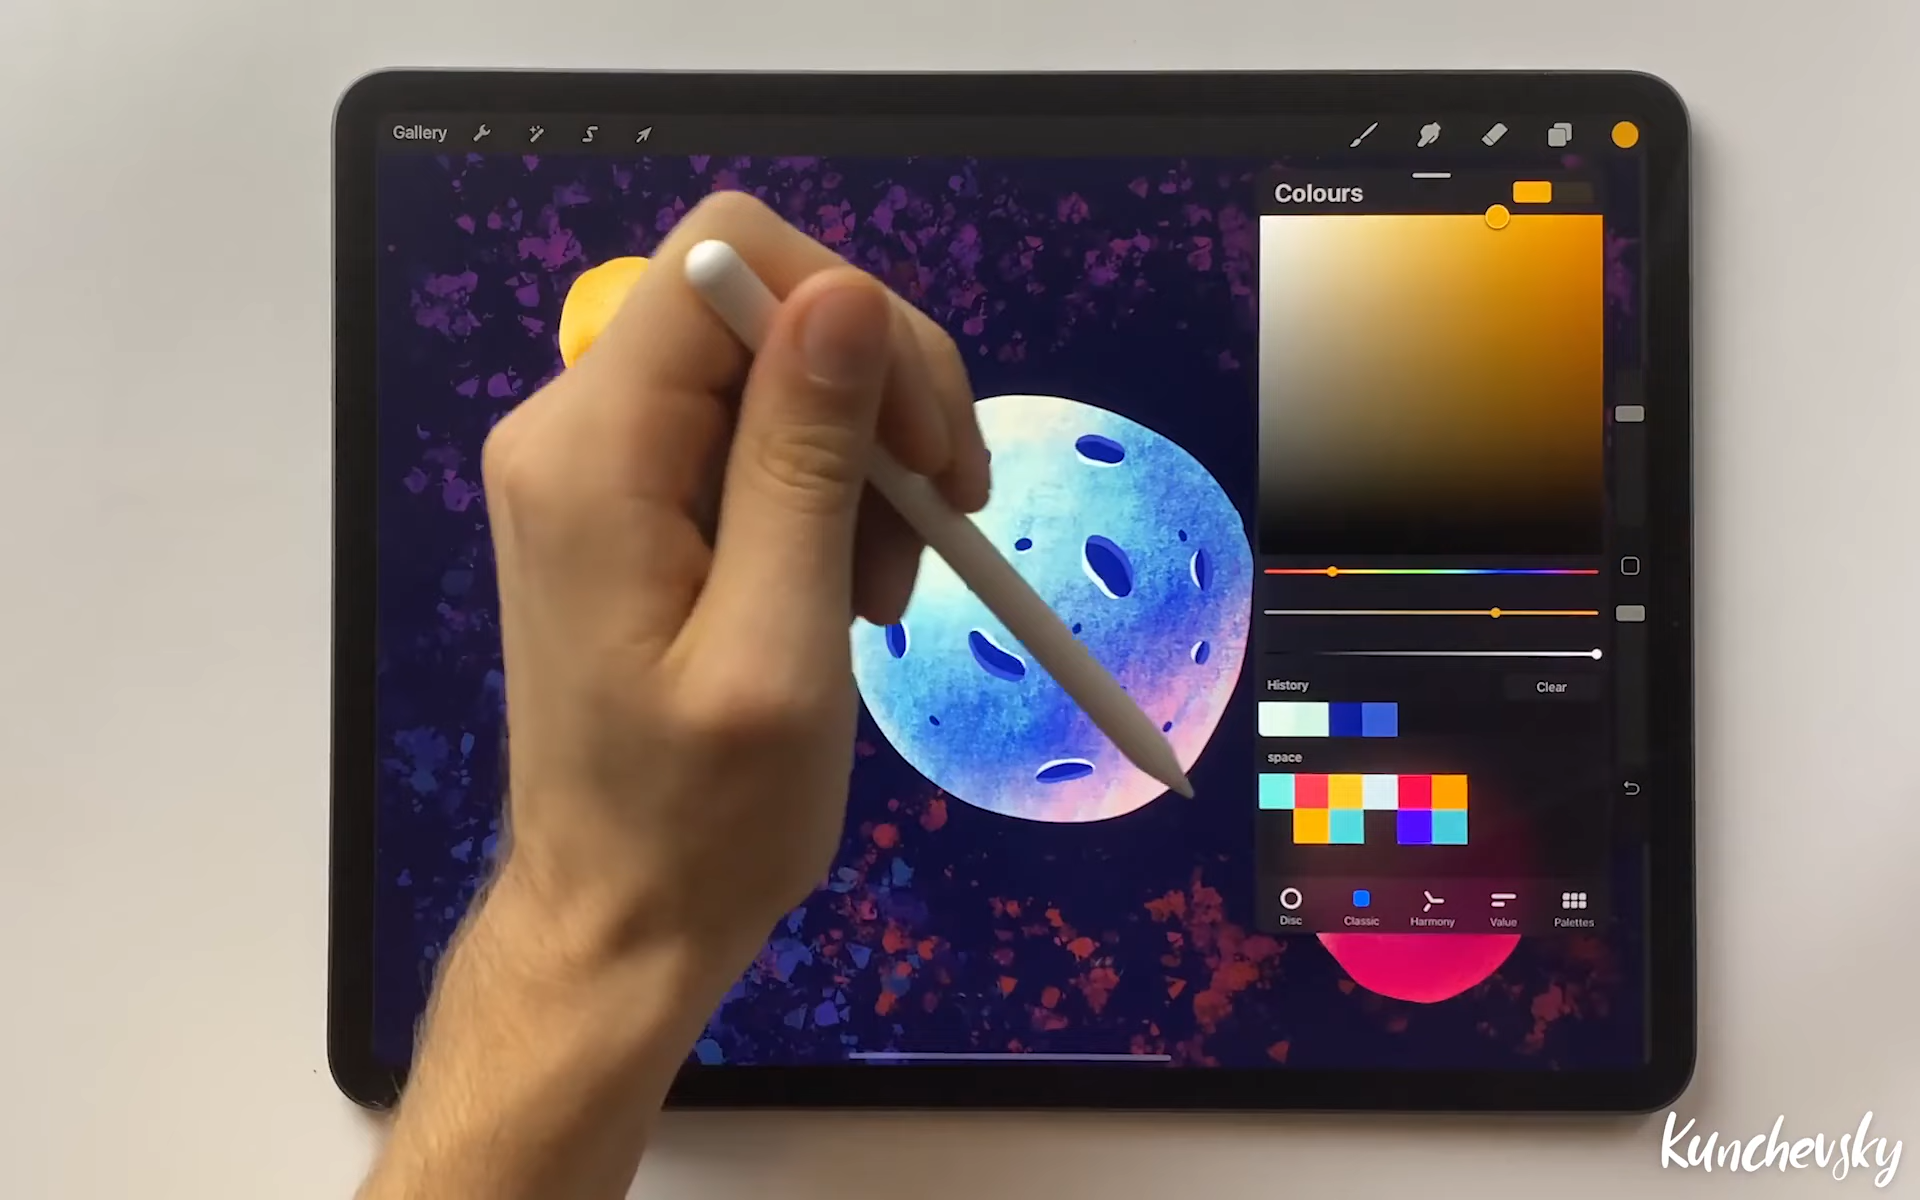 Gallery
Colours
History
Clear
space
Disc
Classic
Harmony
Value
Palettes
Kunchevsky